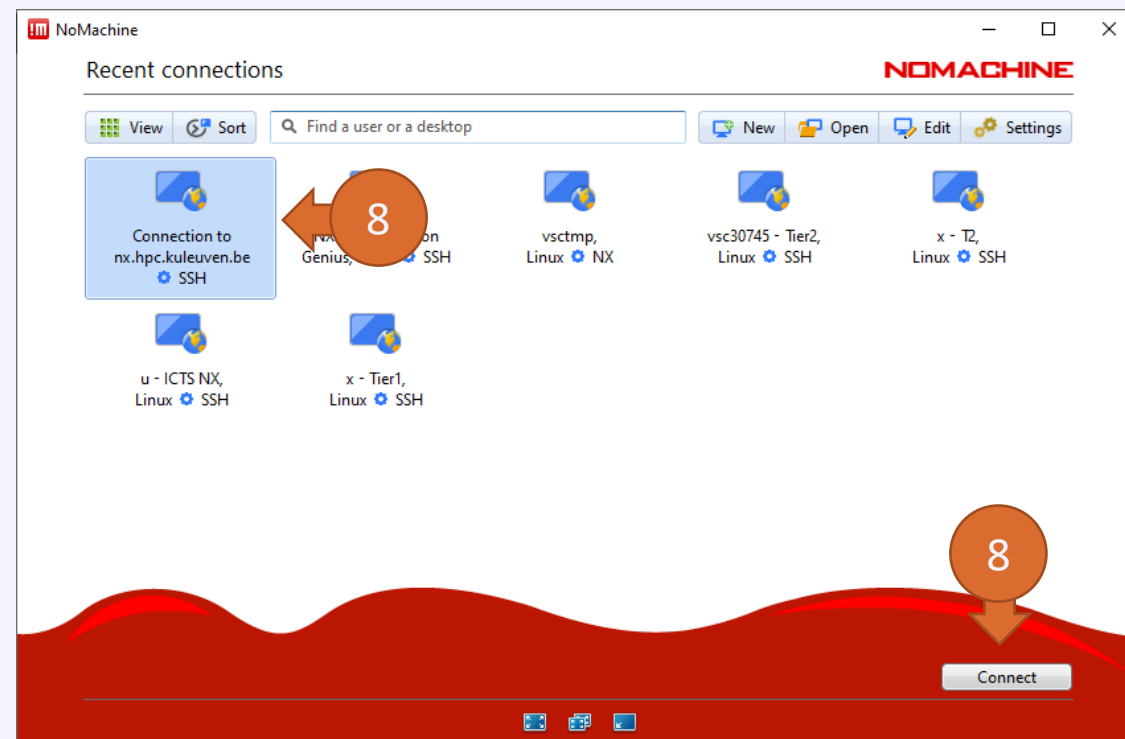 NoMachine
Recent connections
NOMACHINE
View
Sort
Find a user or a desktop
New
Open
Edit
Settings
Connection to
nx.hpc.kuleuven.be
SSH
8
on
Genius,
SSH
vsctmp,
Linux NX
vsc30745 - Tier2,
Linux SSH
x - T2,
Linux SSH
u - ICTS NX,
Linux SSH
x - Tier1,
Linux SSH
8
Connect